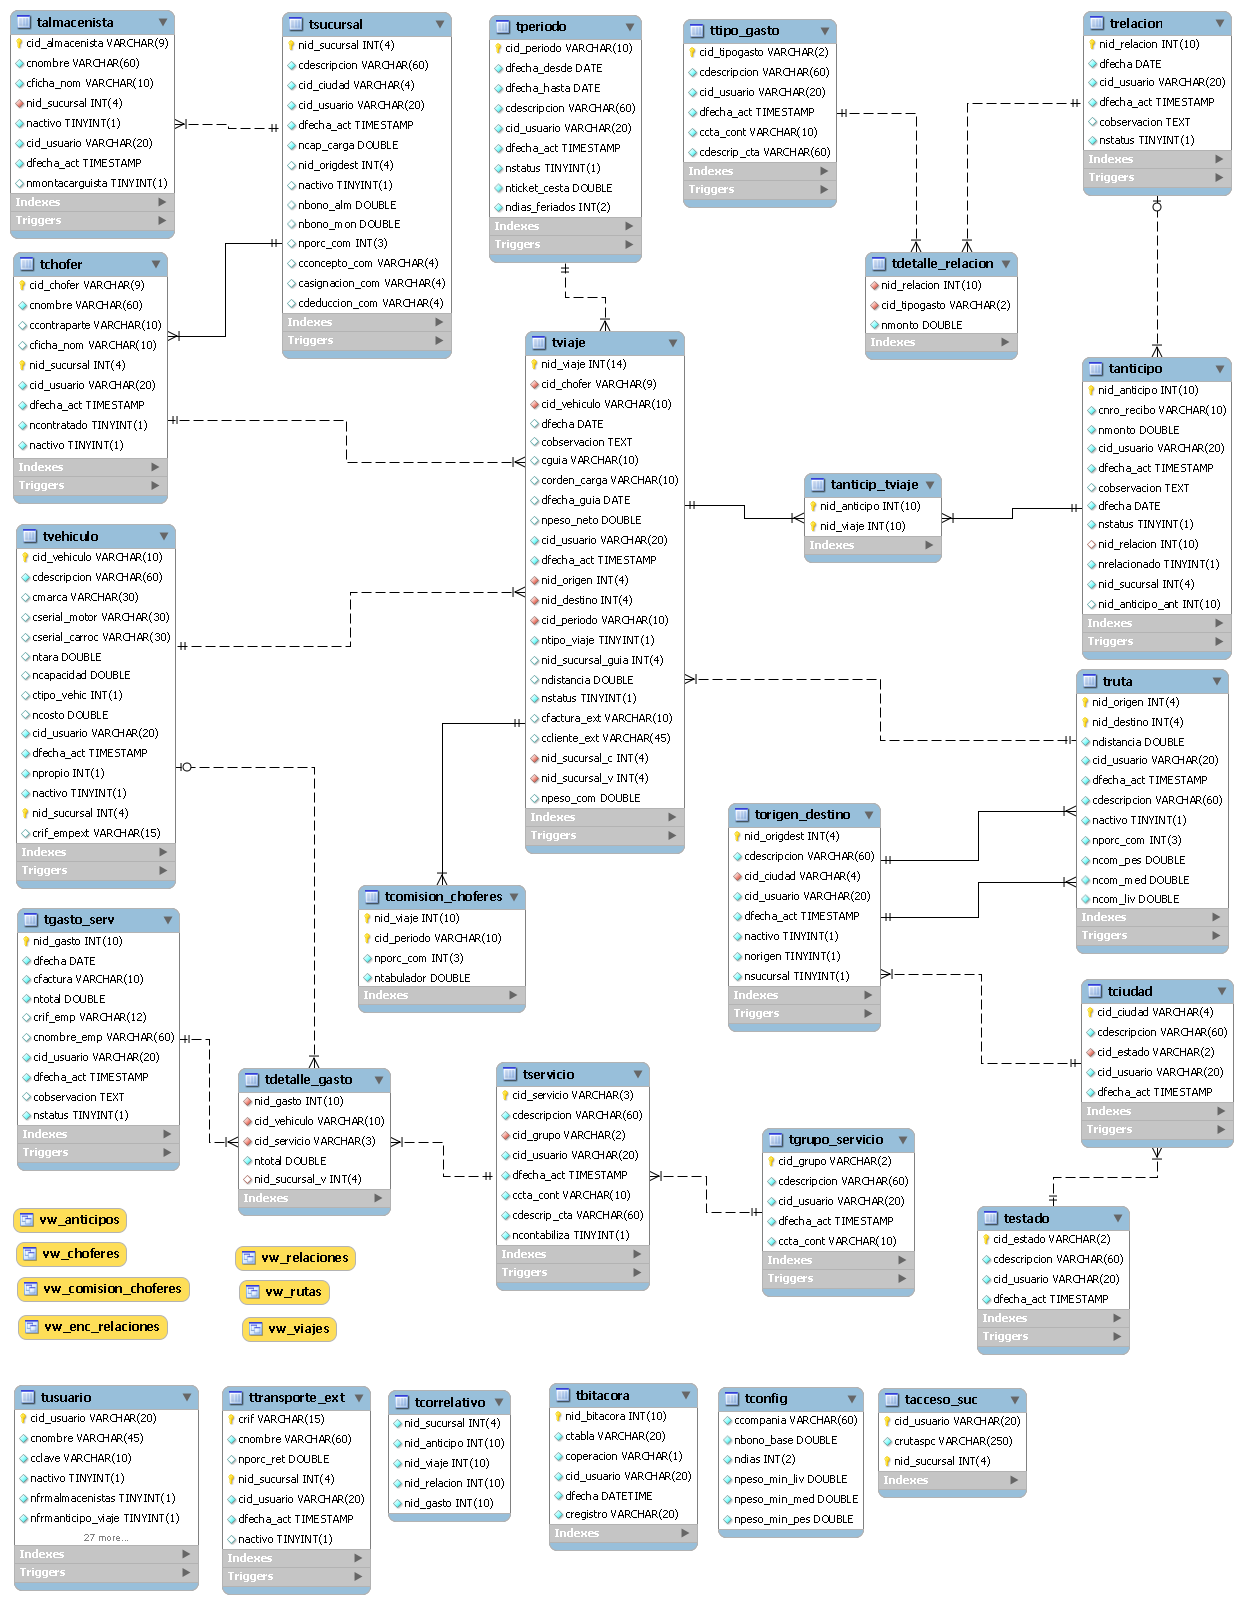 talmacenista
cid_almacenista VARCHAR(9)
cnombre VARCHAR(60)
cficha_nom VARCHAR(10)
nid_sucursal INT(4)
nactivo TINYINT(1)
cid_usuario VARCHAR(20)
dfecha_act TIMESTAMP
nmontacarguista TINYINT(1)
Indexes
Triggers
tsucursal
nid_sucursal INT(4)
cdescripcion VARCHAR(60)
cid_ciudad VARCHAR(4)
cid_usuario VARCHAR(20)
dfecha_act TIMESTAMP
ncap_carga DOUBLE
nid_origdest INT(4)
nactivo TINYINT(1)
nbono_alm DOUBLE
nbono_mon DOUBLE
nporc_com INT(3)
cconcepto_com VARCHAR(4)
casignacion_com VARCHAR(4)
cdeduccion_com VARCHAR(4)
Indexes
Triggers
tperiodo
cid_periodo VARCHAR(10)
dfecha_desde DATE
dfecha_hasta DATE
cdescripcion VARCHAR(60)
cid_usuario VARCHAR(20)
dfecha_act TIMESTAMP
nstatus TINYINT(1)
nticket_cesta DOUBLE
ndias_feriados INT(2)
Indexes
Triggers
ttipo_gasto
cid_tipogasto VARCHAR(2)
cdescripcion VARCHAR(60)
cid_usuario VARCHAR(20)
dfecha_act TIMESTAMP
ccta_cont VARCHAR(10)
cdescrip_cta VARCHAR(60)
Indexes
Triggers
trelacion
nid_relacion INT(10)
dfecha DATE
cid_usuario VARCHAR(20)
dfecha_act TIMESTAMP
cobservacion TEXT
nstatus TINYINT(1)
Indexes
Triggers
tchofer
cid_chofer VARCHAR(9)
cnombre VARCHAR(60)
ccontraparte VARCHAR(10)
cficha_nom VARCHAR(10)
nid_sucursal INT(4)
cid_usuario VARCHAR(20)
dfecha_act TIMESTAMP
ncontratado TINYINT(1)
nactivo TINYINT(1)
Indexes
Triggers
tdetalle_relacion
nid_relacion INT(10)
cid_tipogasto VARCHAR(2)
nmonto DOUBLE
Indexes
tviaje
nid_viaje INT(14)
cid_chofer VARCHAR(9)
cid_vehiculo VARCHAR(10)
dfecha DATE
cobservacion TEXT
cguia VARCHAR(10)
corden_carga VARCHAR(10)
dfecha_guia DATE
npeso_neto DOUBLE
cid_usuario VARCHAR(20)
dfecha_act TIMESTAMP
nid_origen INT(4)
nid_destino INT(4)
cid_periodo VARCHAR(10)
ntipo_viaje TINYINT(1)
nid_sucursal_guia INT(4)
ndistancia DOUBLE
nstatus TINYINT(1)
cfactura_ext VARCHAR(10)
ccliente_ext VARCHAR(45)
nid_sucursal_c INT(4)
nid_sucursal_v INT(4)
npeso_com DOUBLE
Indexes
Triggers
tanticipo
nid_anticipo INT(10)
cnro_recibo VARCHAR(10)
nmonto DOUBLE
cid_usuario VARCHAR(20)
dfecha_act TIMESTAMP
cobservacion TEXT
dfecha DATE
nstatus TINYINT(1)
nid_relacion INT(10)
nrelacionado TINYINT(1)
nid_sucursal INT(4)
nid_anticipo_ant INT(10)
Indexes
Triggers
tanticip_tviaje
nid_anticipo INT(10)
nid_viaje INT(10)
Indexes
tvehiculo
cid_vehiculo VARCHAR(10)
cdescripcion VARCHAR(60)
cmarca VARCHAR(30)
cserial_motor VARCHAR(30)
cserial_carroc VARCHAR(30)
ntara DOUBLE
ncapacidad DOUBLE
ctipo_vehic INT(1)
ncosto DOUBLE
cid_usuario VARCHAR(20)
dfecha_act TIMESTAMP
npropio INT(1)
nactivo TINYINT(1)
nid_sucursal INT(4)
crif_empext VARCHAR(15)
Indexes
Triggers
truta
nid_origen INT(4)
nid_destino INT(4)
ndistancia DOUBLE
cid_usuario VARCHAR(20)
dfecha_act TIMESTAMP
cdescripcion VARCHAR(60)
nactivo TINYINT(1)
nporc_com INT(3)
ncom_pes DOUBLE
ncom_med DOUBLE
ncom_liv DOUBLE
Indexes
Triggers
torigen_destino
nid_origdest INT(4)
cdescripcion VARCHAR(60)
cid_ciudad VARCHAR(4)
cid_usuario VARCHAR(20)
dfecha_act TIMESTAMP
nactivo TINYINT(1)
norigen TINYINT(1)
nsucursal TINYINT(1)
Indexes
Triggers
tcomision_choferes
nid_viaje INT(10)
cid_periodo VARCHAR(10)
nporc_com INT(3)
ntabulador DOUBLE
Indexes
tgasto_serv
nid_gasto INT(10)
dfecha DATE
cfactura VARCHAR(10)
ntotal DOUBLE
crif_emp VARCHAR(12)
cnombre_emp VARCHAR(60)
cid_usuario VARCHAR(20)
dfecha_act TIMESTAMP
cobservacion TEXT
nstatus TINYINT(1)
Indexes
Triggers
tciudad
cid_ciudad VARCHAR(4)
cdescripcion VARCHAR(60)
cid_estado VARCHAR(2)
cid_usuario VARCHAR(20)
dfecha_act TIMESTAMP
Indexes
Triggers
tdetalle_gasto
nid_gasto INT(10)
cid_vehiculo VARCHAR(10)
cid_servicio VARCHAR(3)
ntotal DOUBLE
nid_sucursal_v INT(4)
Indexes
tservicio
cid_servicio VARCHAR(3)
cdescripcion VARCHAR(60)
cid_grupo VARCHAR(2)
cid_usuario VARCHAR(20)
dfecha_act TIMESTAMP
ccta_cont VARCHAR(10)
cdescrip_cta VARCHAR(60)
ncontabiliza TINYINT(1)
Indexes
Triggers
tgrupo_servicio
cid_grupo VARCHAR(2)
cdescripcion VARCHAR(60)
cid_usuario VARCHAR(20)
dfecha_act TIMESTAMP
ccta_cont VARCHAR(10)
Indexes
Triggers
testado
cid_estado VARCHAR(2)
cdescripcion VARCHAR(60)
cid_usuario VARCHAR(20)
dfecha_act TIMESTAMP
Indexes
Triggers
vw_anticipos
vw_choferes
vw_comision_choferes
vw_enc_relaciones
vw_relaciones
vw_rutas
vw_viajes
tusuario
cid_usuario VARCHAR(20)
cnombre VARCHAR(45)
cclave VARCHAR(10)
nactivo TINYINT(1)
nfrmalmacenistas TINYINT(1)
nfrmanticipo_viaje TINYINT(1)
27 more...
Indexes
Triggers
ttransporte_ext
crif VARCHAR(15)
cnombre VARCHAR(60)
nporc_ret DOUBLE
nid_sucursal INT(4)
cid_usuario VARCHAR(20)
dfecha_act TIMESTAMP
nactivo TINYINT(1)
Indexes
Triggers
tcorrelativo
nid_sucursal INT(4)
nid_anticipo INT(10)
nid_viaje INT(10)
nid_relacion INT(10)
nid_gasto INT(10)
tbitacora
nid_bitacora INT(10)
ctabla VARCHAR(20)
coperacion VARCHAR(1)
cid_usuario VARCHAR(20)
dfecha DATETIME
cregistro VARCHAR(20)
Indexes
tconfig
ccompania VARCHAR(60)
nbono_base DOUBLE
ndias INT(2)
npeso_min_liv DOUBLE
npeso_min_med DOUBLE
npeso_min_pes DOUBLE
tacceso_suc
cid_usuario VARCHAR(20)
crutaspc VARCHAR(250)
nid_sucursal INT(4)
Indexes